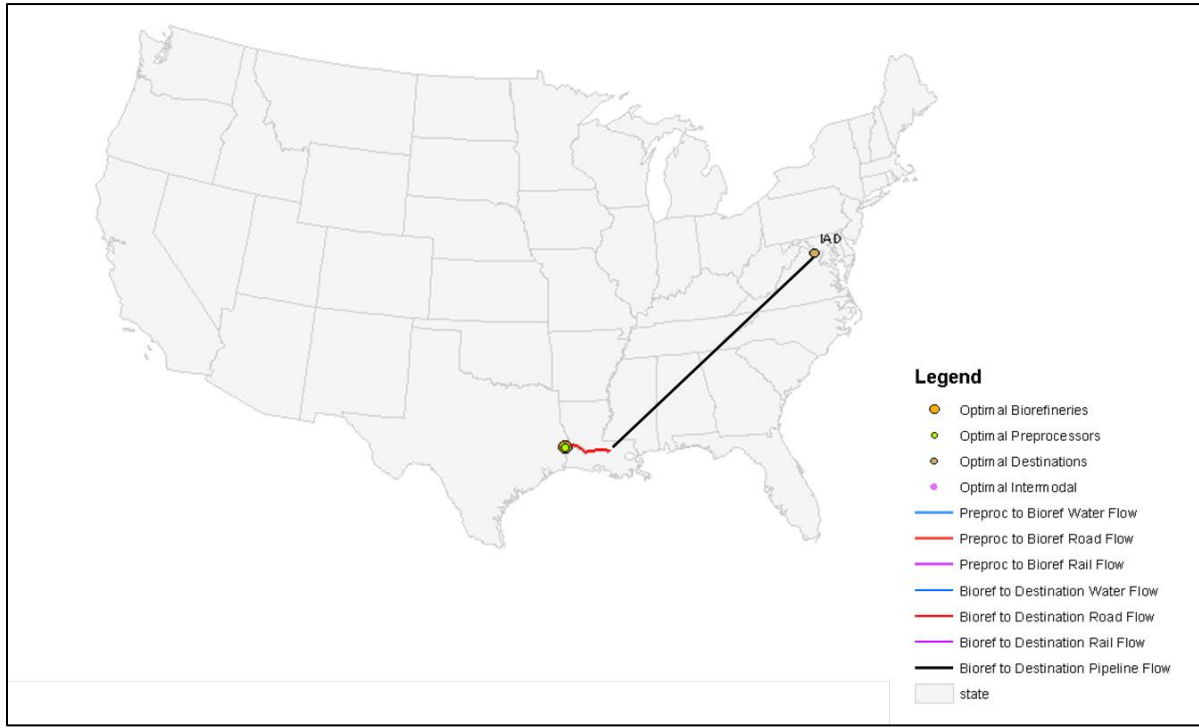 IAD
Legend
Optimal Biorefineries
Optimal Preprocessors
Optimal Destinations
Optimal Intermodal
Preproc to Bioref Water Flow
Preproc to Bioref Road Flow
Preproc to Bioref Rail Flow
Bioref to Destination Water Flow
Bioref to Destination Road Flow
Bioref to Destination Rail Flow
Bioref to Destination Pipeline Flow
state